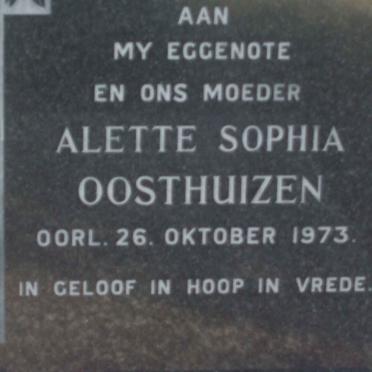 AAN
MY EGGENOTE
EN ONS MOEDER
ALETTE SOPHIA
OOSTHUIZEN
OORL. 26. OKTOBER 1973.
IN GELOOF IN HOOP IN VREDE.